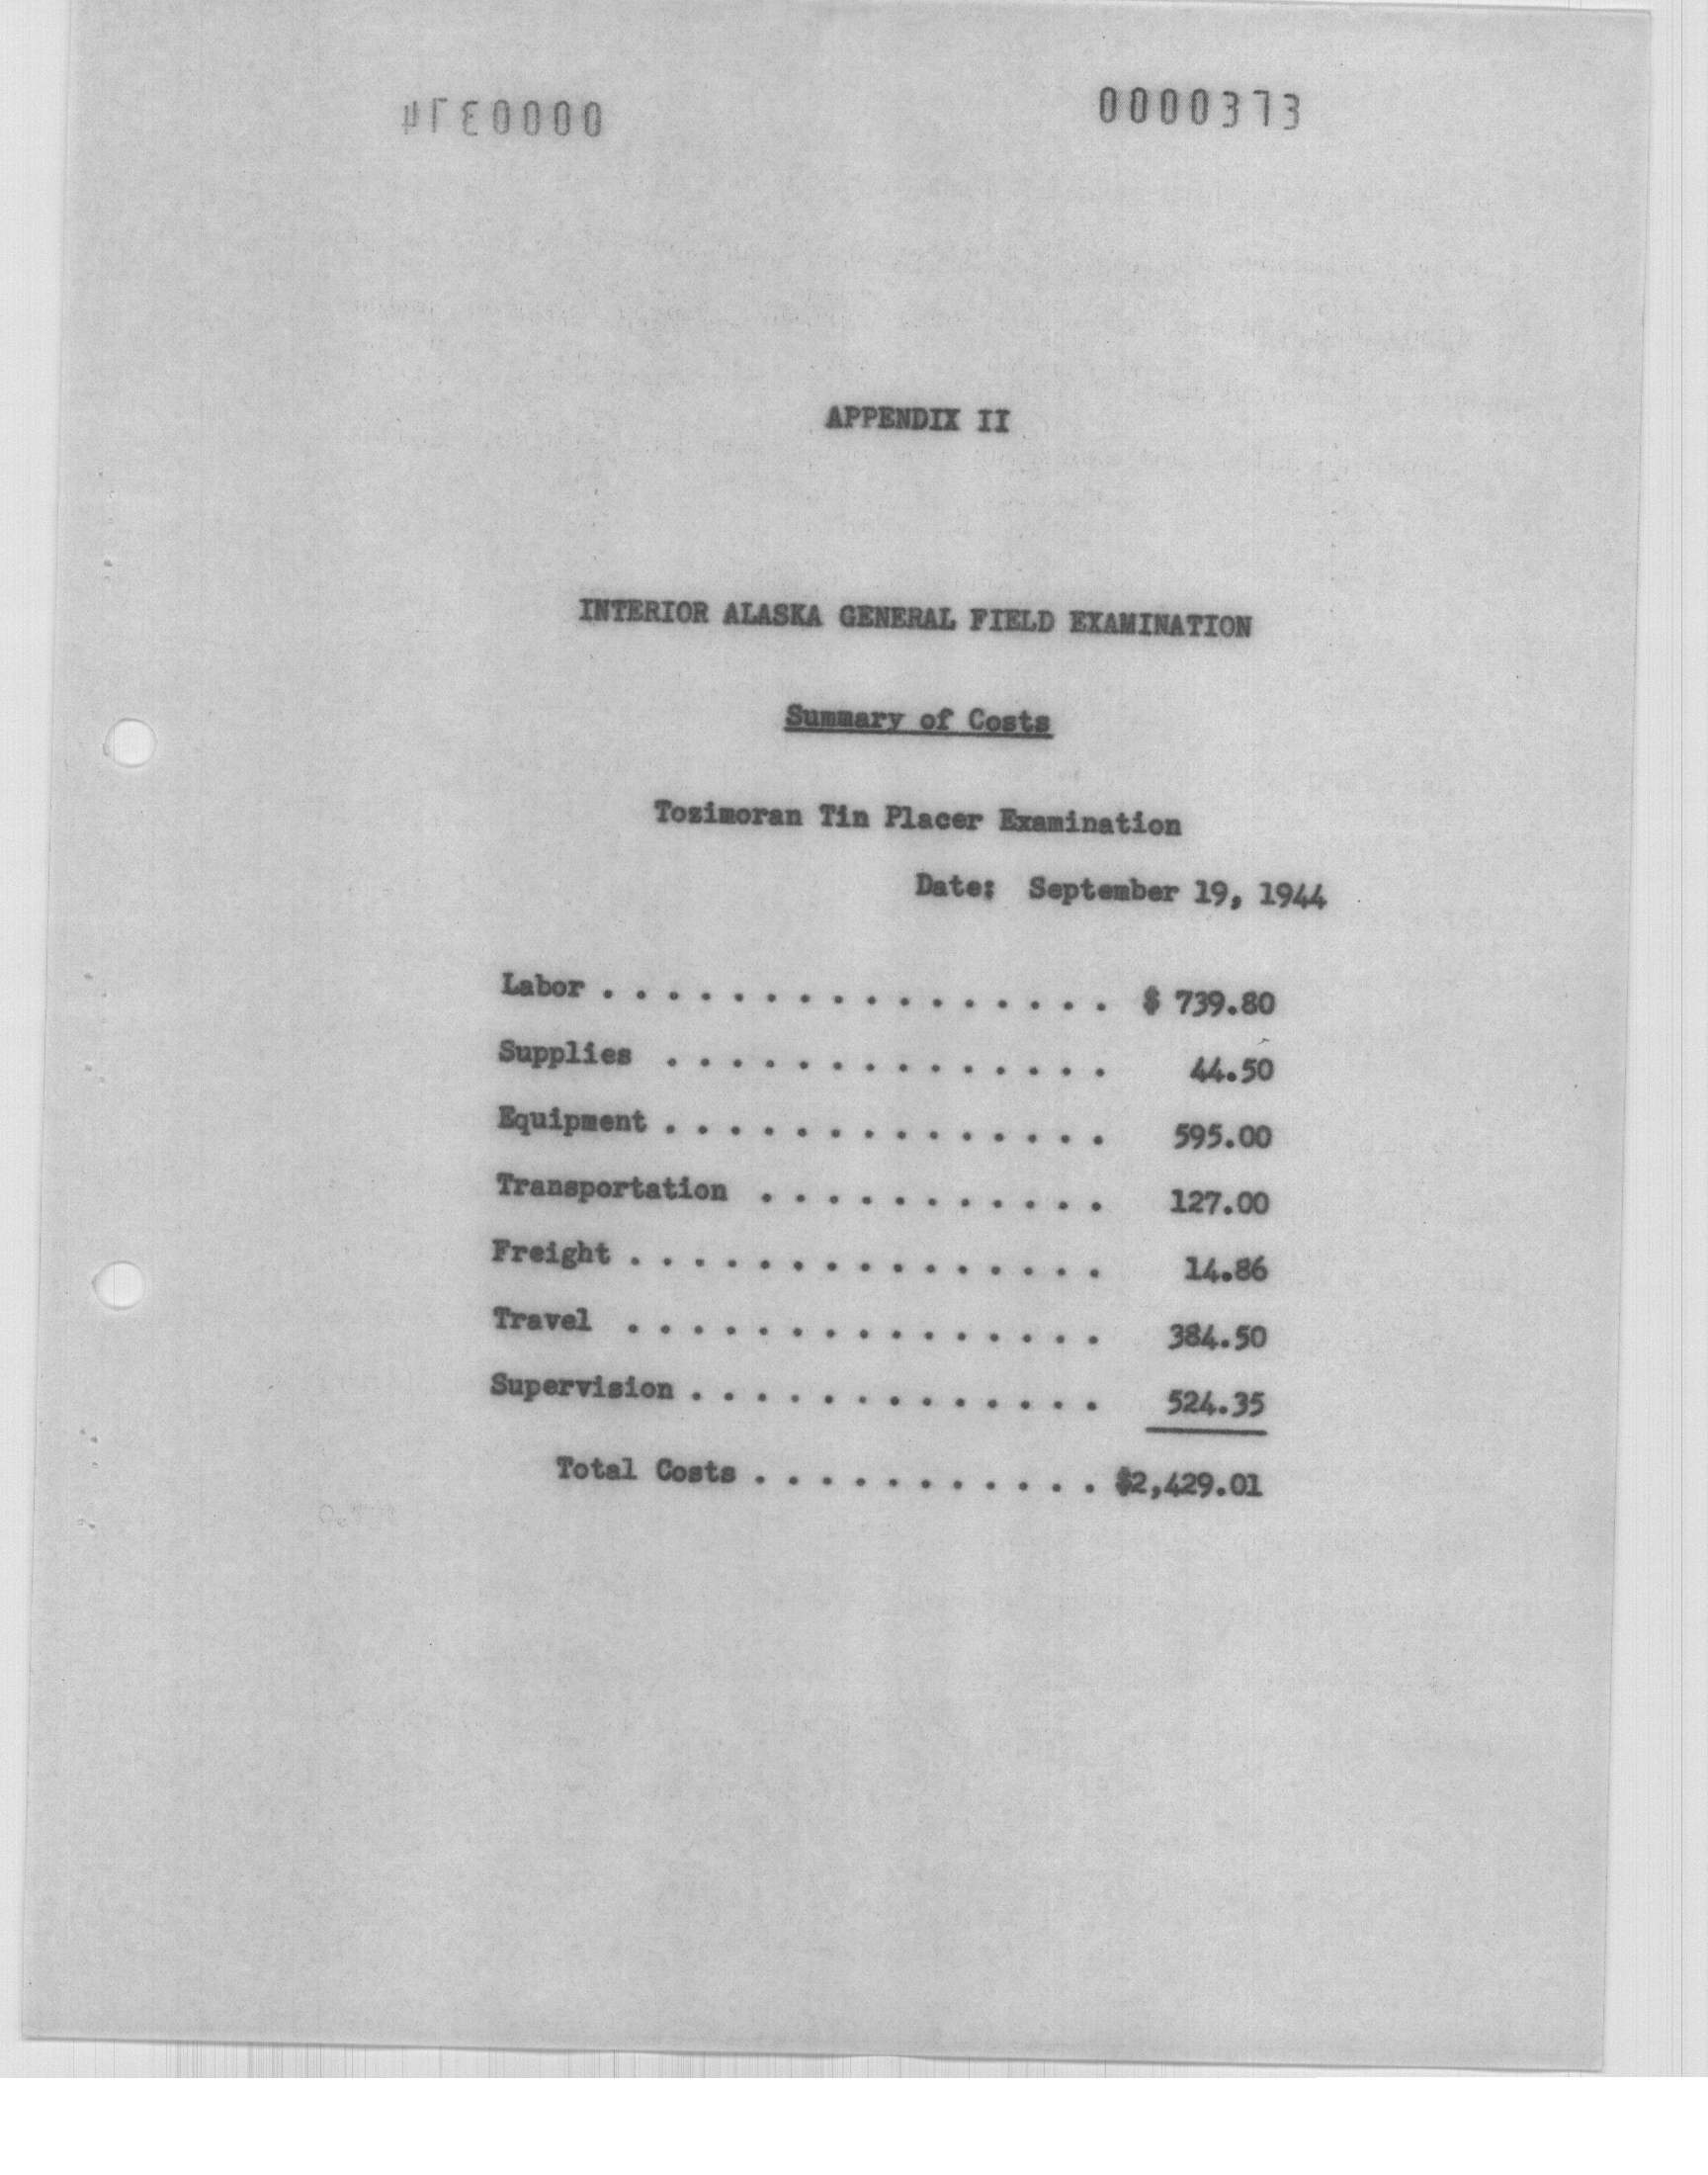 0000373
APPENDIX II
INTERIOR ALASKA GENERAL FIELD EXAMINATION
Summary of Costs
Tozimoran Tin Placer Examination
Date: September 19, 1944
Labor . . . . . . . . . . . . . . . . $ 739.80
Supplies . . . . . . . . . . . . . . 44.50
Equipment . . . . . . . . . . . . . . 595.00
Transportation . . . . . . . . . . . 127.00
Freight . . . . . . . . . . . . . . . 14.86
Travel . . . . . . . . . . . . . . . 384.50
Supervision . . . . . . . . . . . . . 524.35
Total Costs . . . . . . . . . . . $2,429.01